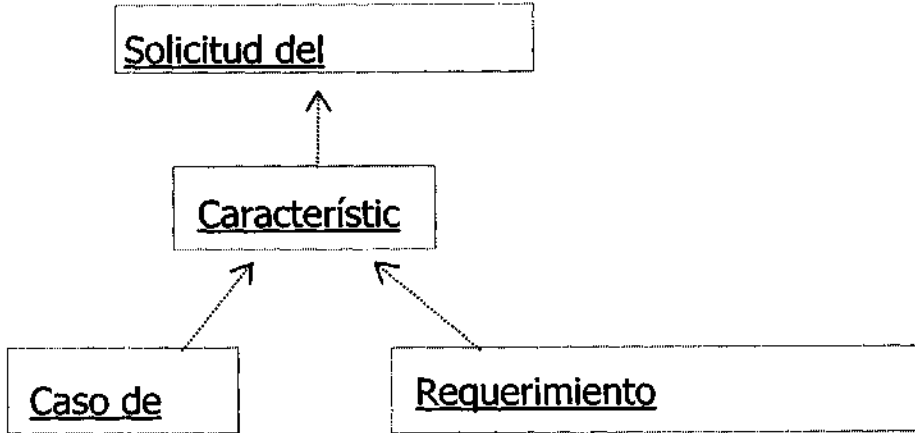 Solicitud del
Característic
Caso de
Requerimiento